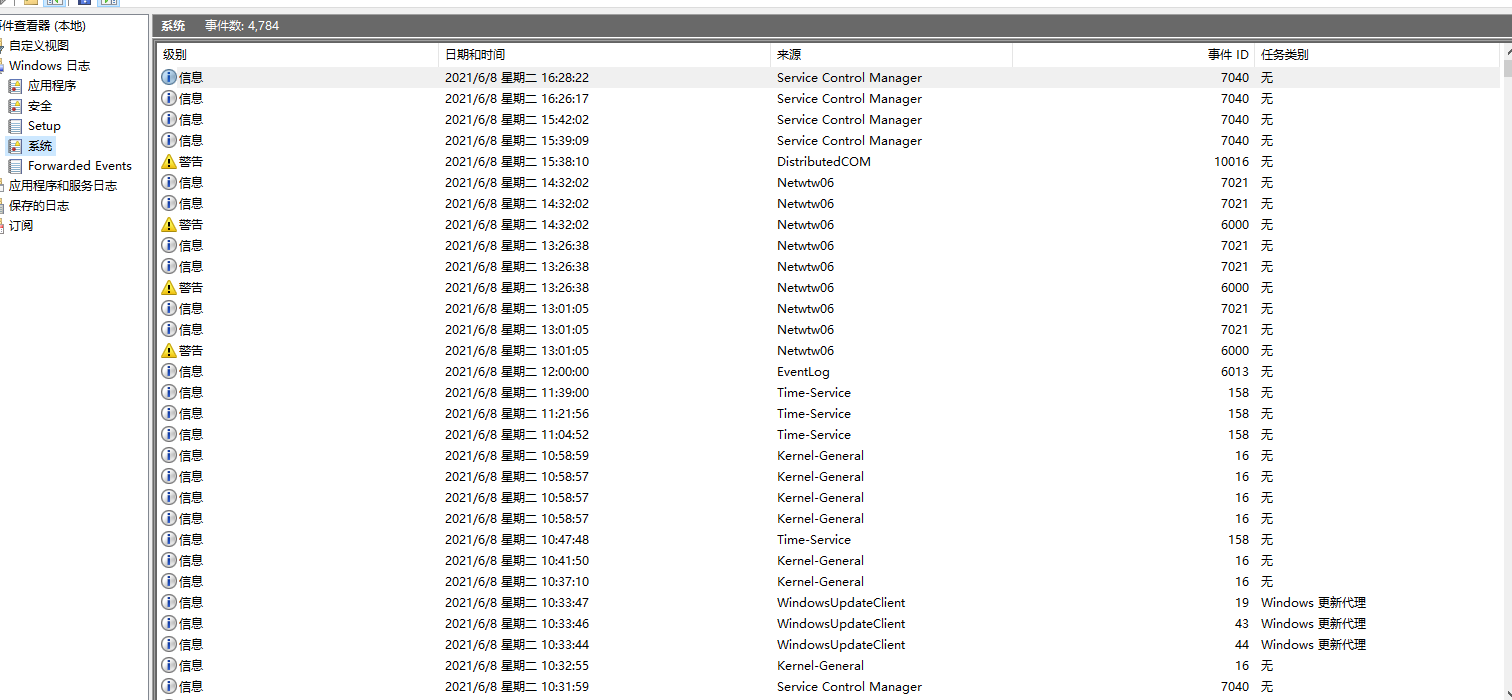 件查看器 (本地)
自定义视图
Windows 日志
应用程序
安全
Setup
系统
Forwarded Events
应用程序和服务日志
保存的日志
订阅
系统 事件数: 4,784
级别 日期和时间 来源 事件 ID 任务类别
信息 2021/6/8 星期二 16:28:22 Service Control Manager 7040 无
信息 2021/6/8 星期二 16:26:17 Service Control Manager 7040 无
信息 2021/6/8 星期二 15:42:02 Service Control Manager 7040 无
信息 2021/6/8 星期二 15:39:09 Service Control Manager 7040 无
警告 2021/6/8 星期二 15:38:10 DistributedCOM 10016 无
信息 2021/6/8 星期二 14:32:02 Netwtw06 7021 无
信息 2021/6/8 星期二 14:32:02 Netwtw06 7021 无
警告 2021/6/8 星期二 14:32:02 Netwtw06 6000 无
信息 2021/6/8 星期二 13:26:38 Netwtw06 7021 无
信息 2021/6/8 星期二 13:26:38 Netwtw06 7021 无
警告 2021/6/8 星期二 13:26:38 Netwtw06 6000 无
信息 2021/6/8 星期二 13:01:05 Netwtw06 7021 无
信息 2021/6/8 星期二 13:01:05 Netwtw06 7021 无
警告 2021/6/8 星期二 13:01:05 Netwtw06 6000 无
信息 2021/6/8 星期二 12:00:00 EventLog 6013 无
信息 2021/6/8 星期二 11:39:00 Time-Service 158 无
信息 2021/6/8 星期二 11:21:56 Time-Service 158 无
信息 2021/6/8 星期二 11:04:52 Time-Service 158 无
信息 2021/6/8 星期二 10:58:59 Kernel-General 16 无
信息 2021/6/8 星期二 10:58:57 Kernel-General 16 无
信息 2021/6/8 星期二 10:58:57 Kernel-General 16 无
信息 2021/6/8 星期二 10:58:57 Kernel-General 16 无
信息 2021/6/8 星期二 10:47:48 Time-Service 158 无
信息 2021/6/8 星期二 10:41:50 Kernel-General 16 无
信息 2021/6/8 星期二 10:37:10 Kernel-General 16 无
信息 2021/6/8 星期二 10:33:47 WindowsUpdateClient 19 Windows 更新代理
信息 2021/6/8 星期二 10:33:46 WindowsUpdateClient 43 Windows 更新代理
信息 2021/6/8 星期二 10:33:44 WindowsUpdateClient 44 Windows 更新代理
信息 2021/6/8 星期二 10:32:55 Kernel-General 16 无
信息 2021/6/8 星期二 10:31:59 Service Control Manager 7040 无